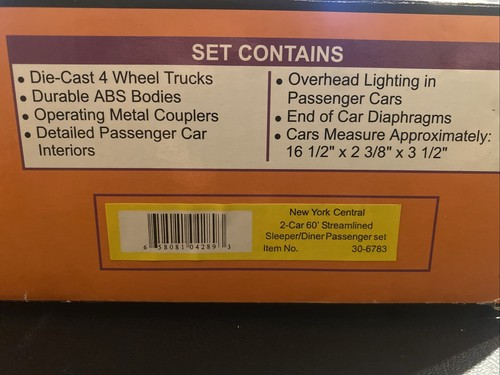 SET CONTAINS
• Die-Cast 4 Wheel Trucks
• Durable ABS Bodies
• Operating Metal Couplers
• Detailed Passenger Car
Interiors
• Overhead Lighting in
Passenger Cars
• End of Car Diaphragms
• Cars Measure Approximately:
16 1/2" x 2 3/8" x 3 1/2"
6 58081 04289 3
New York Central
2-Car 60' Streamlined
Sleeper/Diner Passenger set
Item No. 30-6783